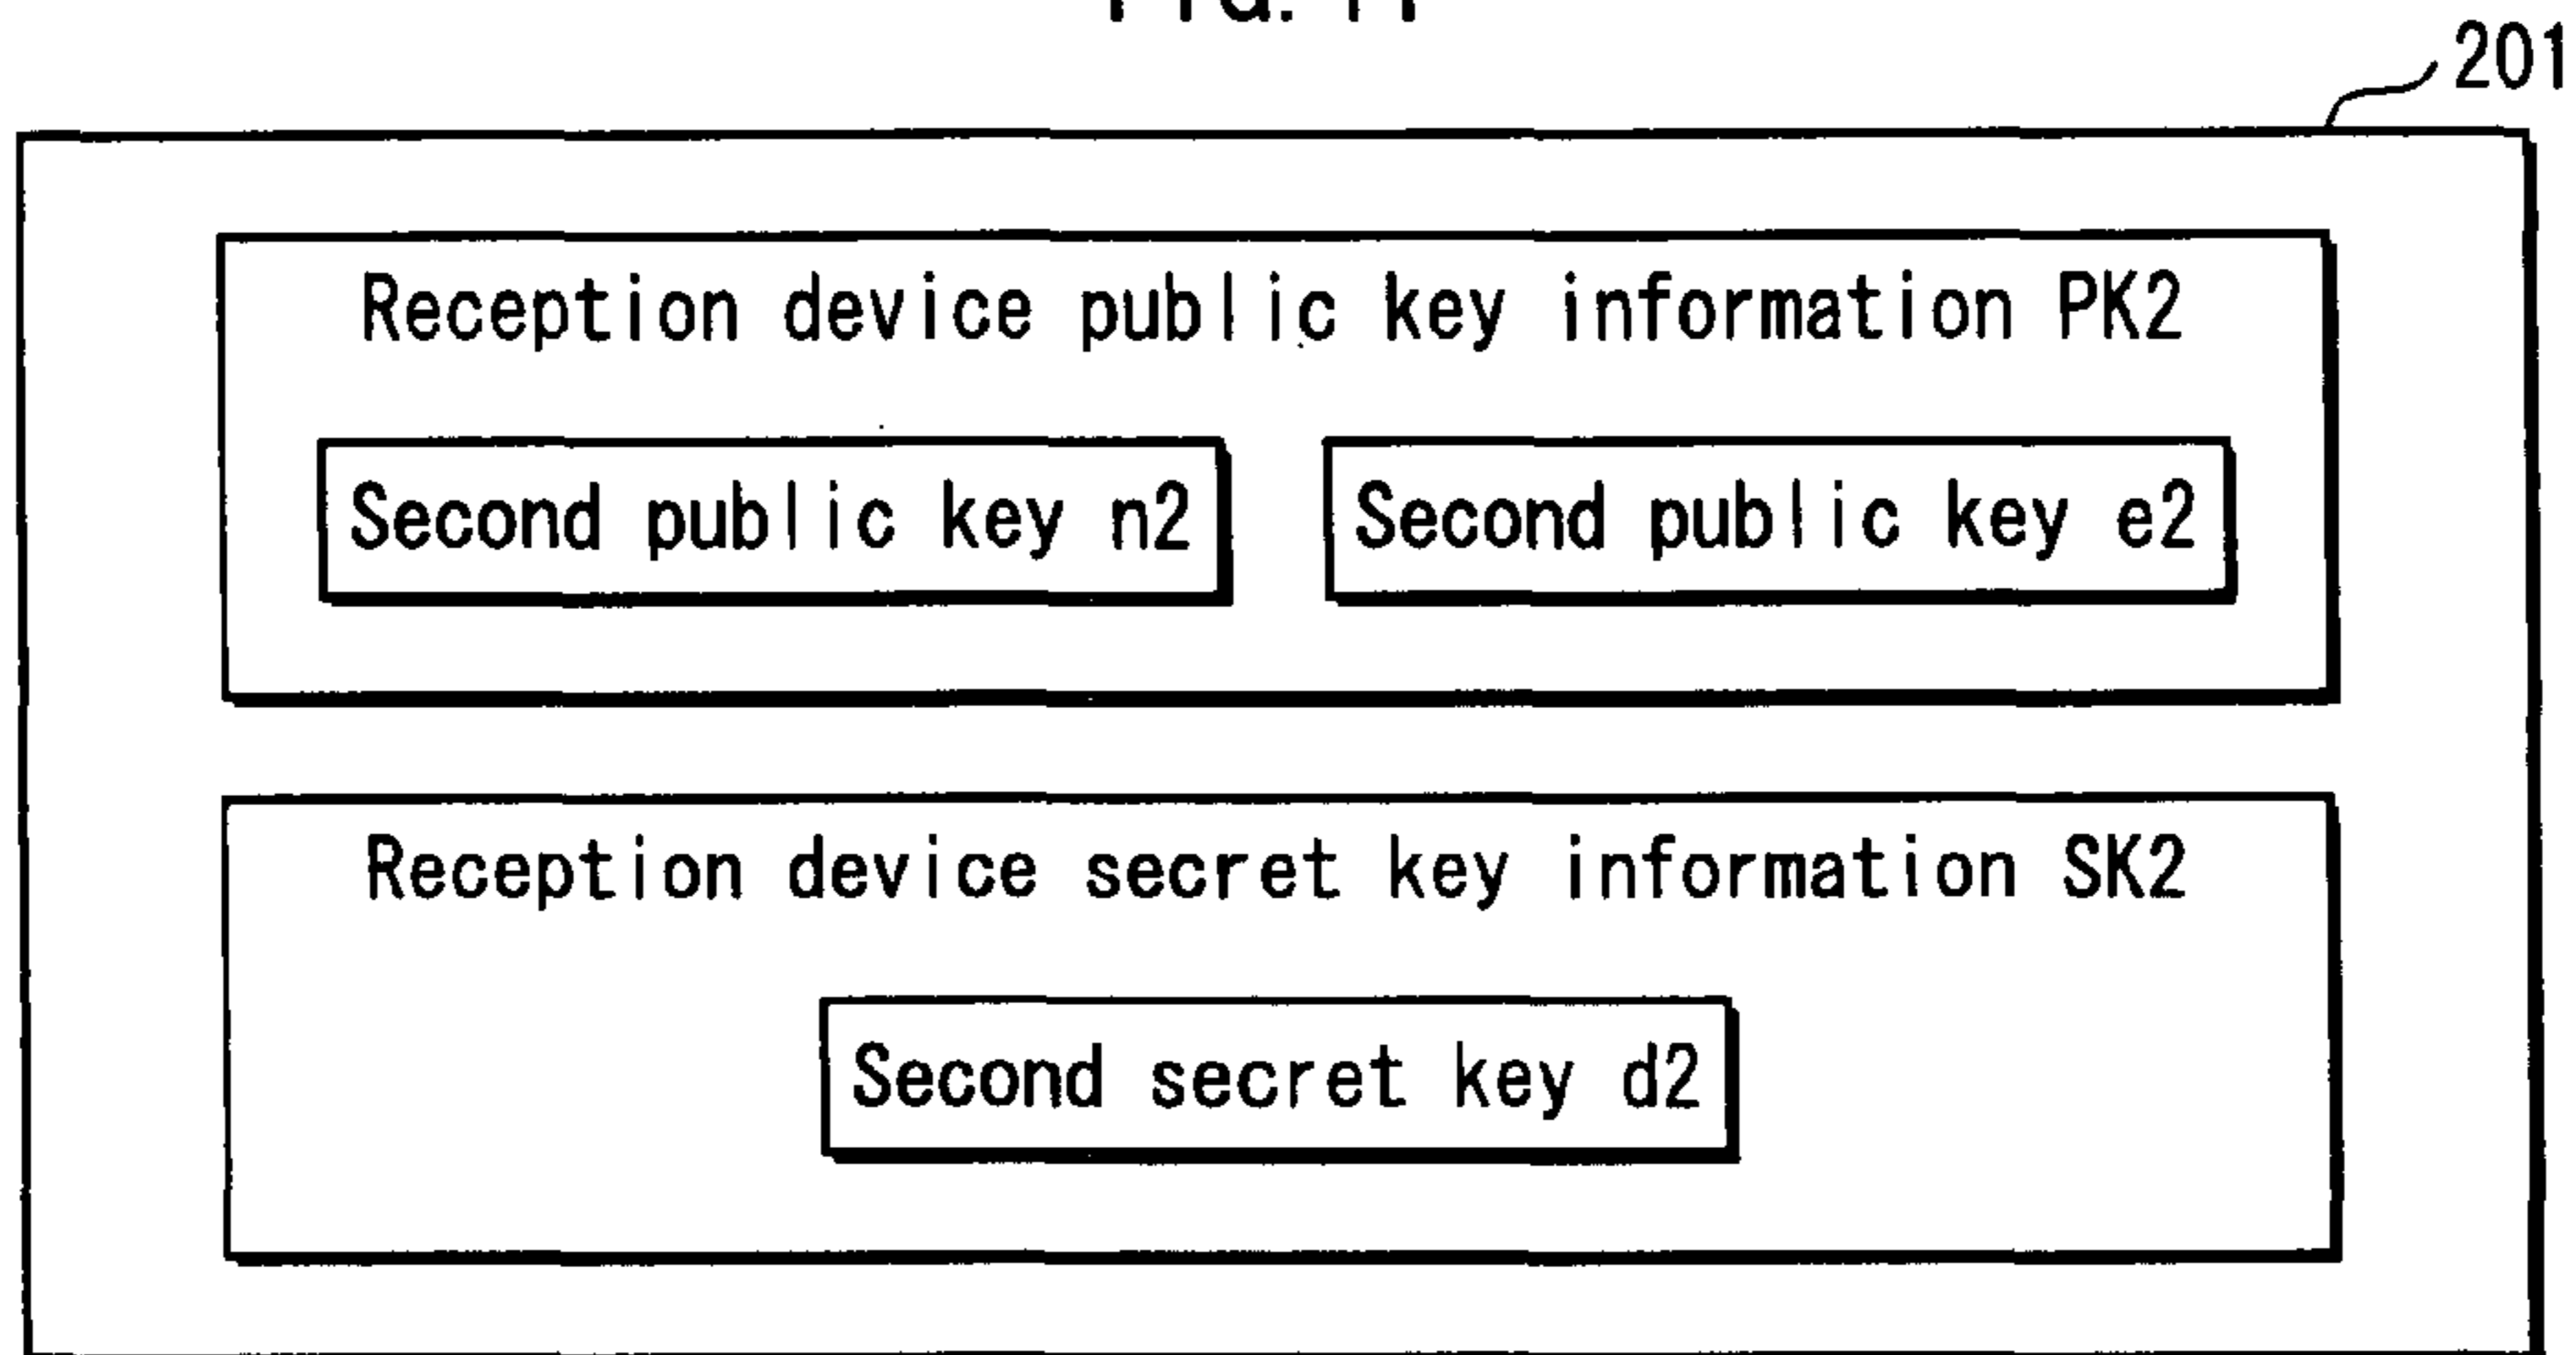 201
Reception device public key information PK2
Second public key n2
Second public key e2
Reception device secret key information SK2
Second secret key d2